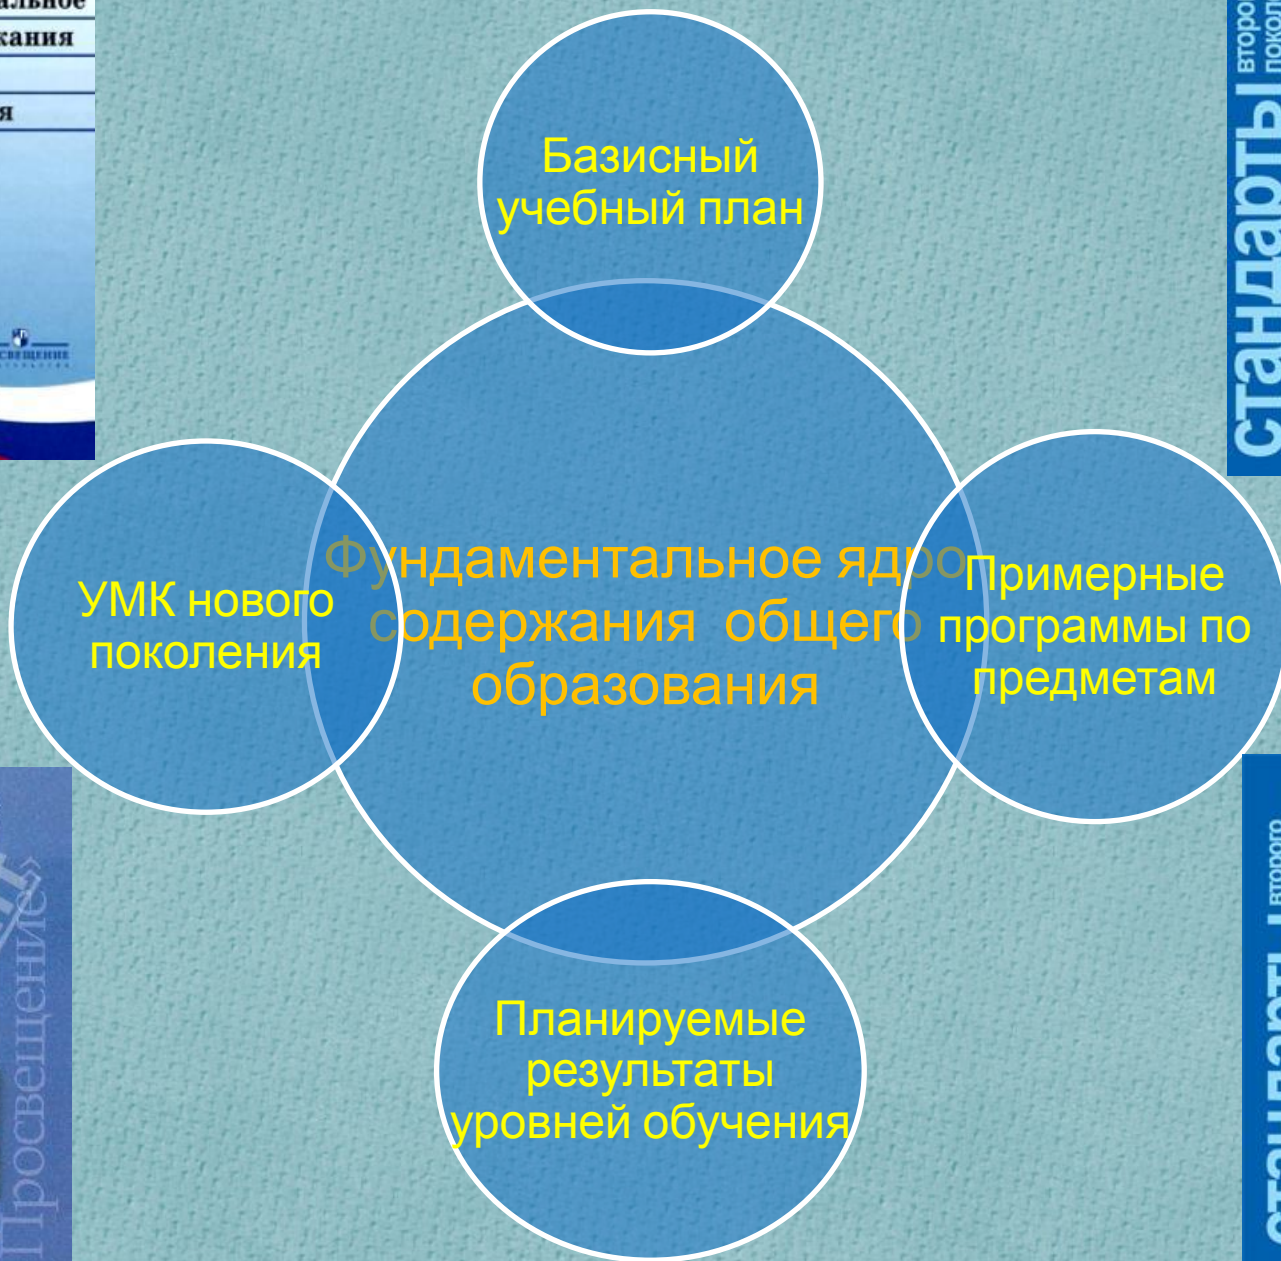 кания
я
Базисный
учебный план
второго
стандарты
Фундаментальное ядро
содержания общего
образования
УМК нового
поколения
Примерные
программы по
предметам
Планируемые
результаты
уровней обучения
Просвещение»
второго